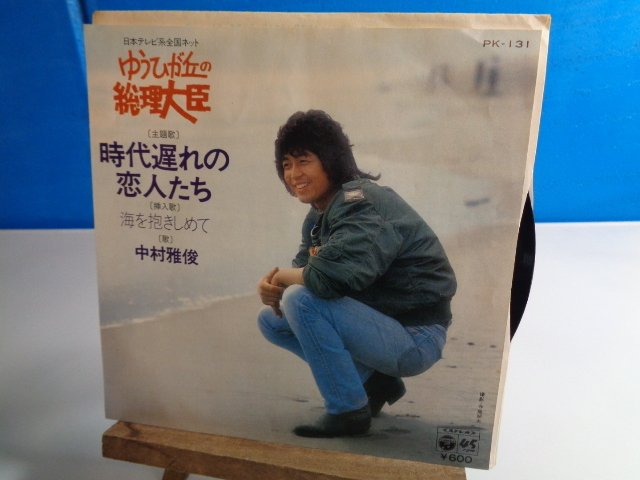 日本テレビ系全国ネット
PK-131
ゆうひが丘の
総理大臣
〔主題歌〕
時代遅れの
恋人たち
〔挿入歌〕
海を抱きしめて
〔歌〕
中村雅俊
¥600